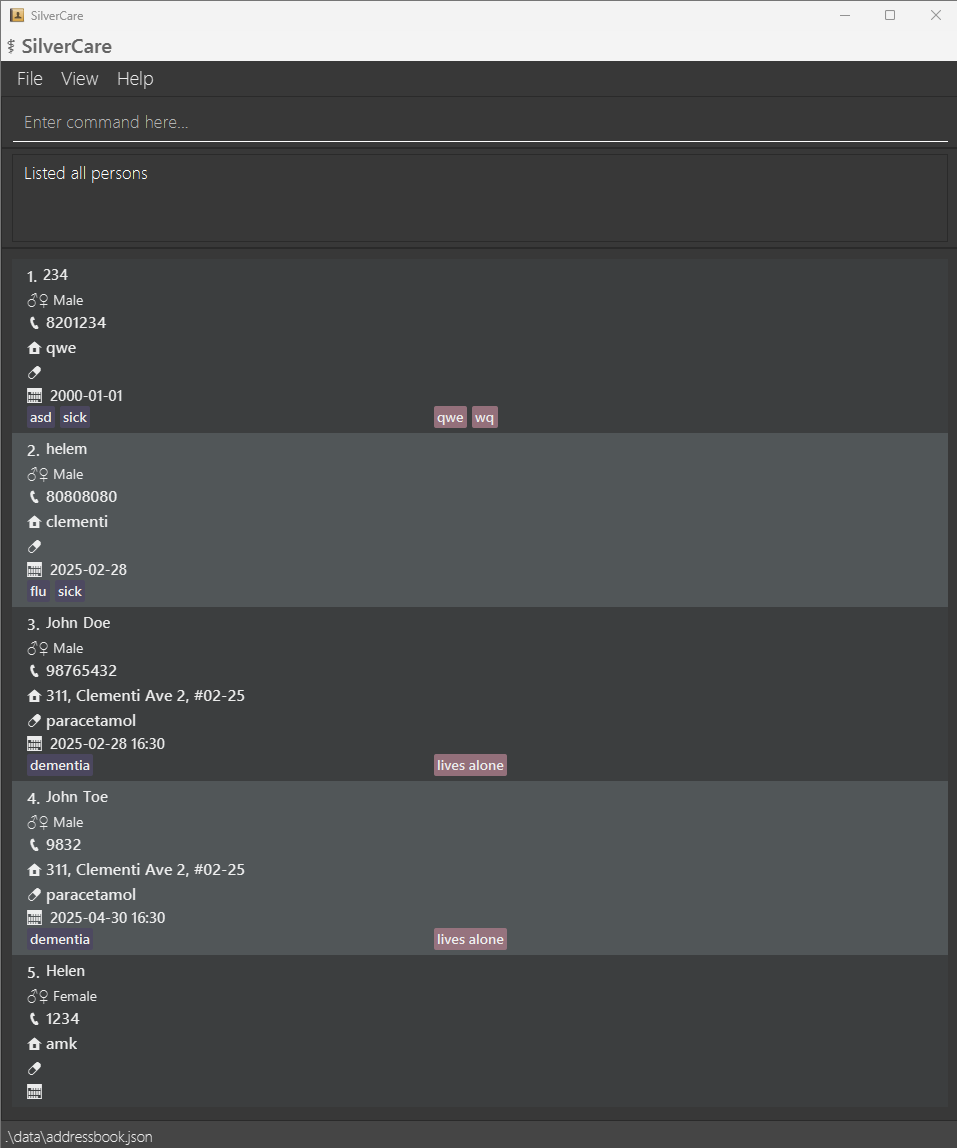 SilverCare
SilverCare
File View Help
Enter command here...
Listed all persons
1. 234
Male
8201234
qwe
2000-01-01
asd sick qwe wq
2. helem
Male
80808080
clementi
2025-02-28
flu sick
3. John Doe
Male
98765432
311, Clementi Ave 2, #02-25
paracetamol
2025-02-28 16:30
dementia lives alone
4. John Toe
Male
9832
311, Clementi Ave 2, #02-25
paracetamol
2025-04-30 16:30
dementia lives alone
5. Helen
Female
1234
amk
.\data\addressbook.json